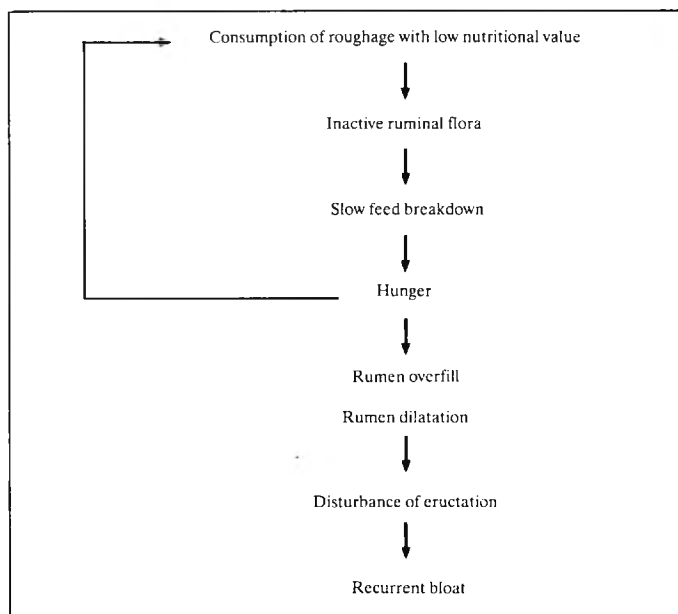 Consumption of roughage with low nutritional value
Inactive ruminal flora
Slow feed breakdown
Hunger
Rumen overfill
Rumen dilatation
Disturbance of eructation
Recurrent bloat